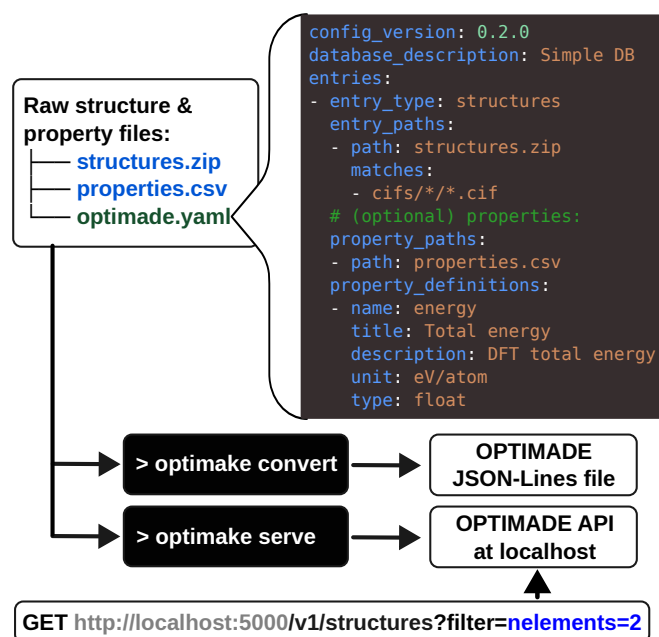 Raw structure &
property files:
structures.zip
properties.csv
optimade.yaml
config_version: 0.2.0
database_description: Simple DB
entries:
- entry_type: structures
  entry_paths:
  - path: structures.zip
    matches:
    - cifs/*/*.cif
  # (optional) properties:
  property_paths:
  - path: properties.csv
  property_definitions:
  - name: energy
    title: Total energy
    description: DFT total energy
    unit: eV/atom
    type: float
> optimake convert
OPTIMADE
JSON-Lines file
> optimake serve
OPTIMADE API
at localhost
GET http://localhost:5000/v1/structures?filter=nelements=2